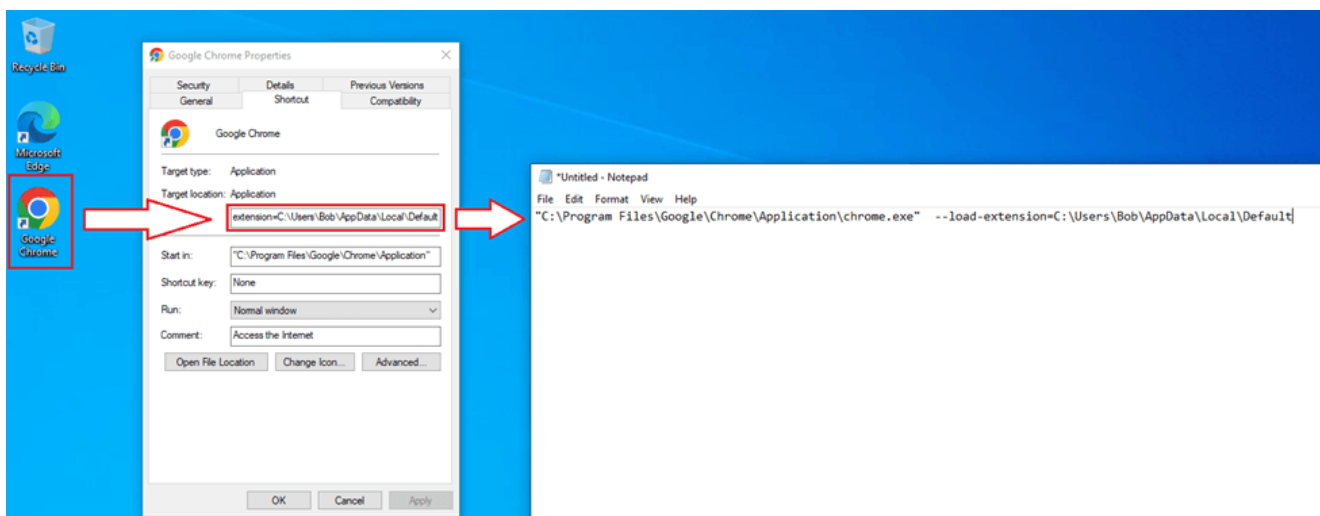 Recycle Bin
Microsoft
Edge
Google
Chrome
Google Chrome Properties
Security Details Previous Versions
General Shortcut Compatibility
Google Chrome
Target type: Application
Target location: Application
extension=C:\Users\Bob\AppData\Local\Default
Start in: "C:\Program Files\Google\Chrome\Application"
Shortcut key: None
Run: Normal window
Comment: Access the Internet
Open File Location Change Icon... Advanced...
OK Cancel Apply
*Untitled - Notepad
File Edit Format View Help
"C:\Program Files\Google\Chrome\Application\chrome.exe"  --load-extension=C:\Users\Bob\AppData\Local\Default